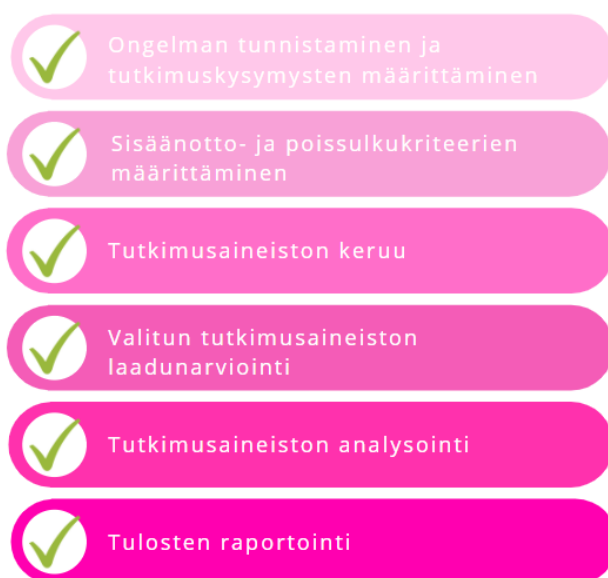 Ongelman tunnistaminen ja
tutkimuskysymysten määrittäminen
Sisäänotto- ja poissulkukriteerien
määrittäminen
Tutkimusaineiston keruu
Valitun tutkimusaineiston
laadunarviointi
Tutkimusaineiston analysointi
Tulosten raportointi